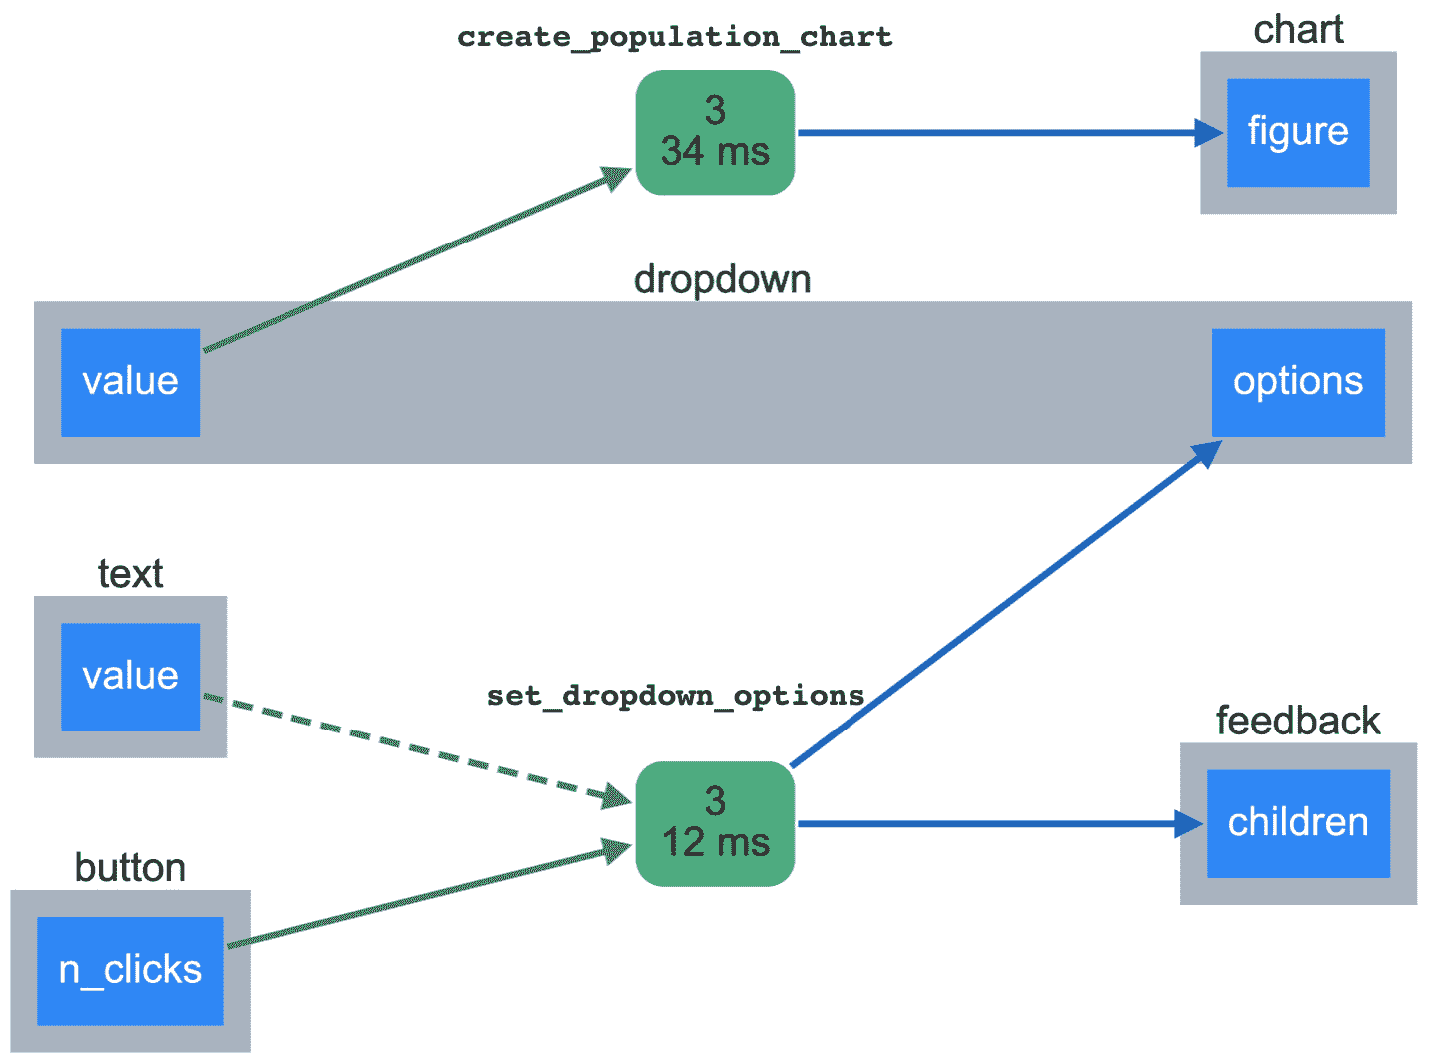 create_population_chart
chart
3
34 ms
figure
dropdown
value
options
text
value
set_dropdown_options
feedback
3
12 ms
children
button
n_clicks